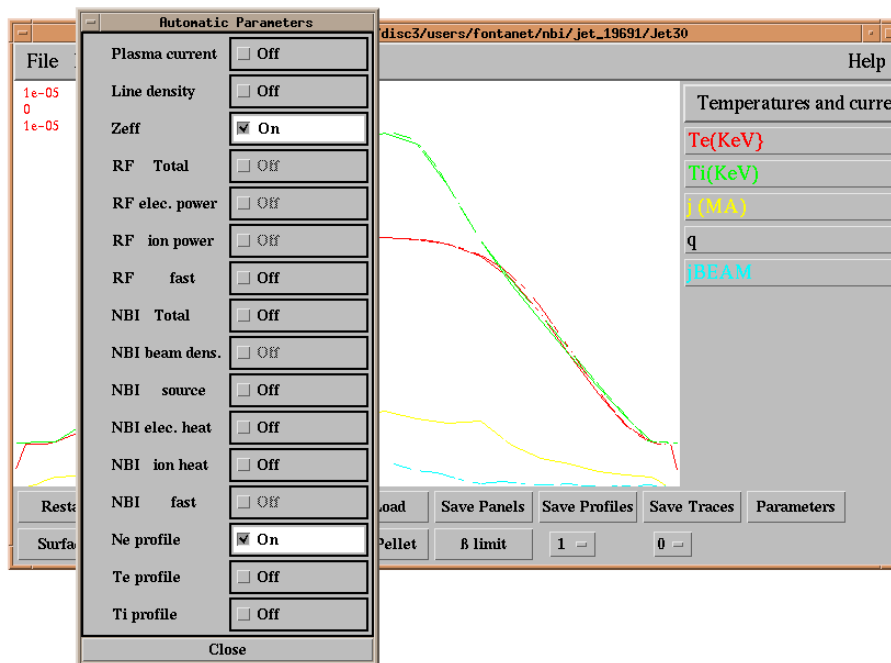 Automatic Parameters
/disc3/users/fontanet/nbi/jet_19691/Jet30
File
Help
1e-05
0
1e-05
Plasma current Off
Line density Off
Zeff On
RF Total Off
RF elec. power Off
RF ion power Off
RF fast Off
NBI Total Off
NBI beam dens. Off
NBI source Off
NBI elec. heat Off
NBI ion heat Off
NBI fast Off
Ne profile On
Te profile Off
Ti profile Off
Close
Temperatures and curre
Te(KeV}
Ti(KeV)
j (MA)
q
jBEAM
Resta
oad Save Panels Save Profiles Save Traces Parameters
Surfa
Pellet ß limit 1 0